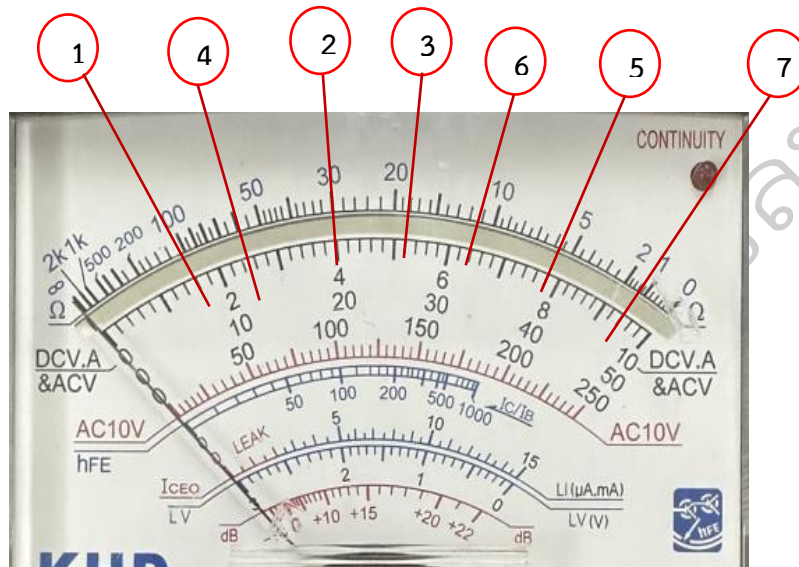 1 4 2 3 6 5 7
CONTINUITY
∞ 2k 1k 500 200 100 50 30 20 10 5 2 1 0
Ω Ω
2 4 6 8 10
10 20 30 40 50
50 100 150 200 250
DCV.A DCV.A
&ACV &ACV
AC10V AC10V
50 100 200 500 1000 IC/IB
hFE
LEAK 5 10 15
ICEO LI(µA,mA)
LV 2 1 0 LV(V)
dB 0 +10 +15 +20 +22 dB
hFE